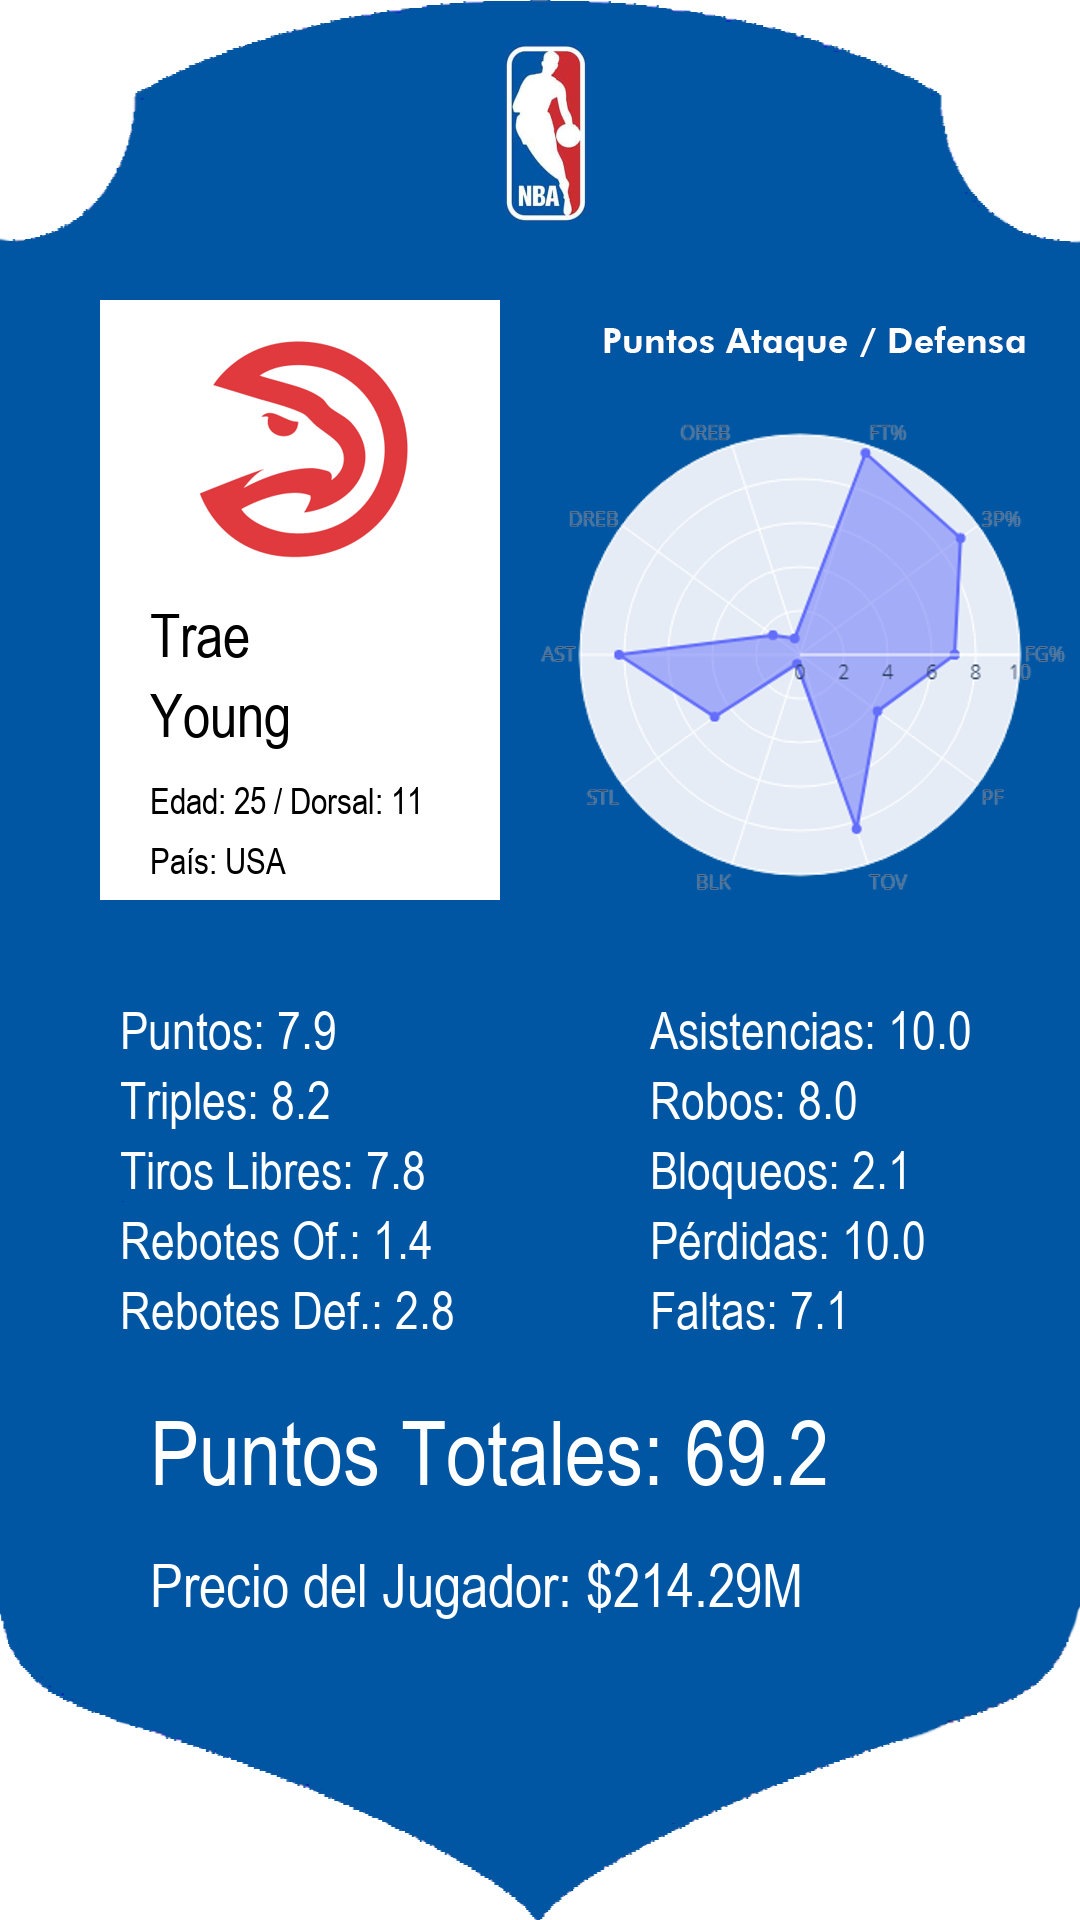 NBA
Puntos Ataque / Defensa
OREB
FT%
DREB
3P%
AST
FG%
0 2 4 6 8 10
STL
PF
BLK
TOV
Trae
Young
Edad: 25 / Dorsal: 11
País: USA
Puntos: 7.9
Triples: 8.2
Tiros Libres: 7.8
Rebotes Of.: 1.4
Rebotes Def.: 2.8
Asistencias: 10.0
Robos: 8.0
Bloqueos: 2.1
Pérdidas: 10.0
Faltas: 7.1
Puntos Totales: 69.2
Precio del Jugador: $214.29M